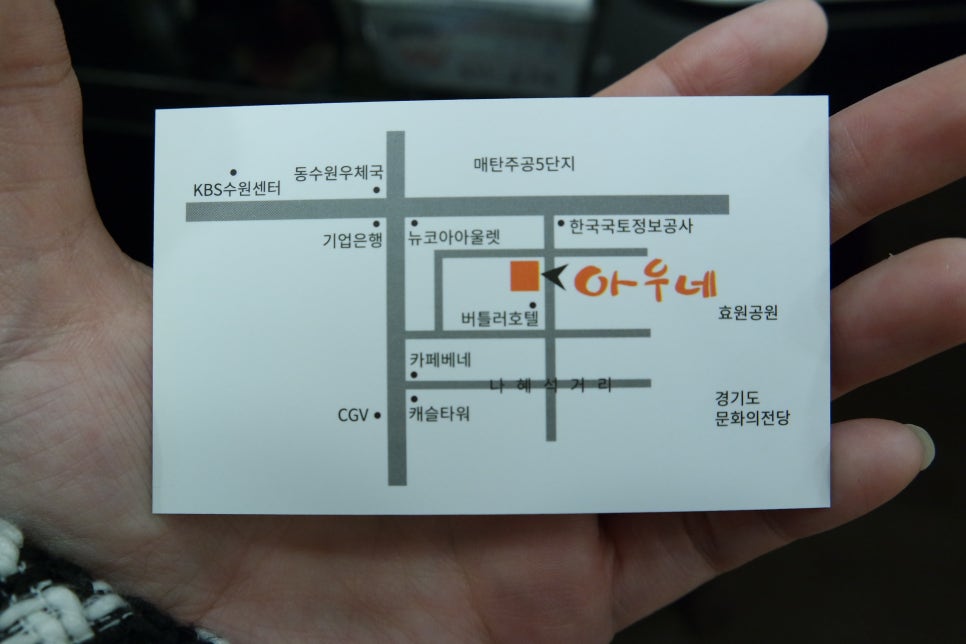 매탄주공5단지
동수원우체국
KBS수원센터
한국국토정보공사
기업은행
뉴코아아울렛
아우네
효원공원
버틀러호텔
카페베네
나혜석거리
경기도
문화의전당
CGV
캐슬타워